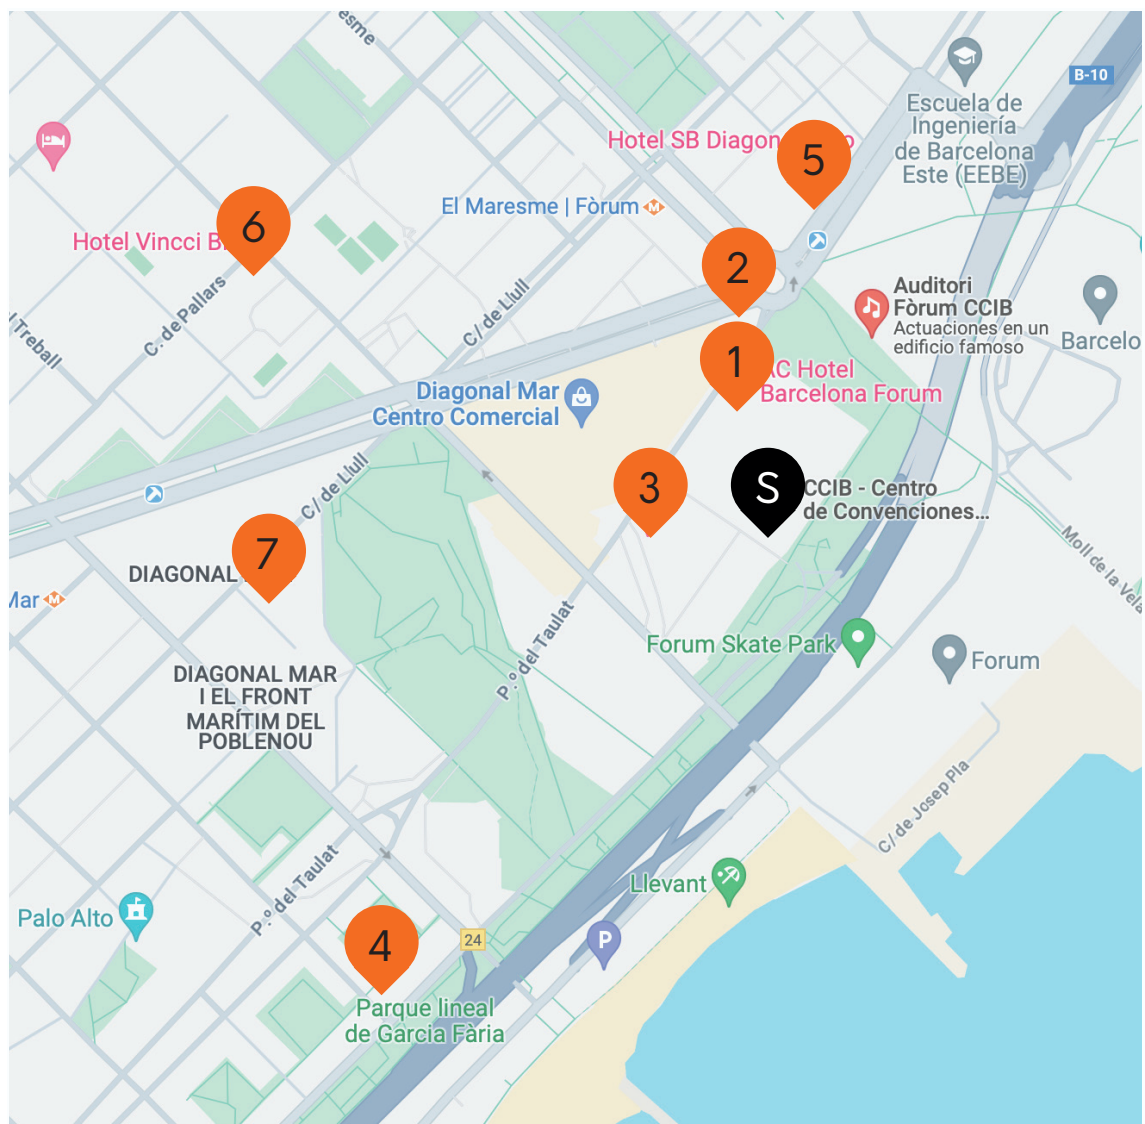 esme
B-10
Escuela de
Ingeniería
de Barcelona
Este (EEBE)
Hotel SB Diagon
o
5
El Maresme | Fòrum
M
6
Hotel Vincci B
2
Auditori
Fòrum CCIB
Actuaciones en un
edificio famoso
Barcelo
C. de Pallars
C/ de Llull
l Treball
1
AC Hotel
Barcelona Forum
Diagonal Mar
Centro Comercial
C/ de Llull
3
S
CCIB - Centro
de Convenciones...
7
DIAGONAL
Mar
M
Moll de la Vela
P.º del Taulat
Forum Skate Park
Forum
DIAGONAL MAR
I EL FRONT
MARÍTIM DEL
POBLENOU
C/ de Josep Pla
P.º del Taulat
Llevant
Palo Alto
4
24
P
Parque lineal
de Garcia Fària